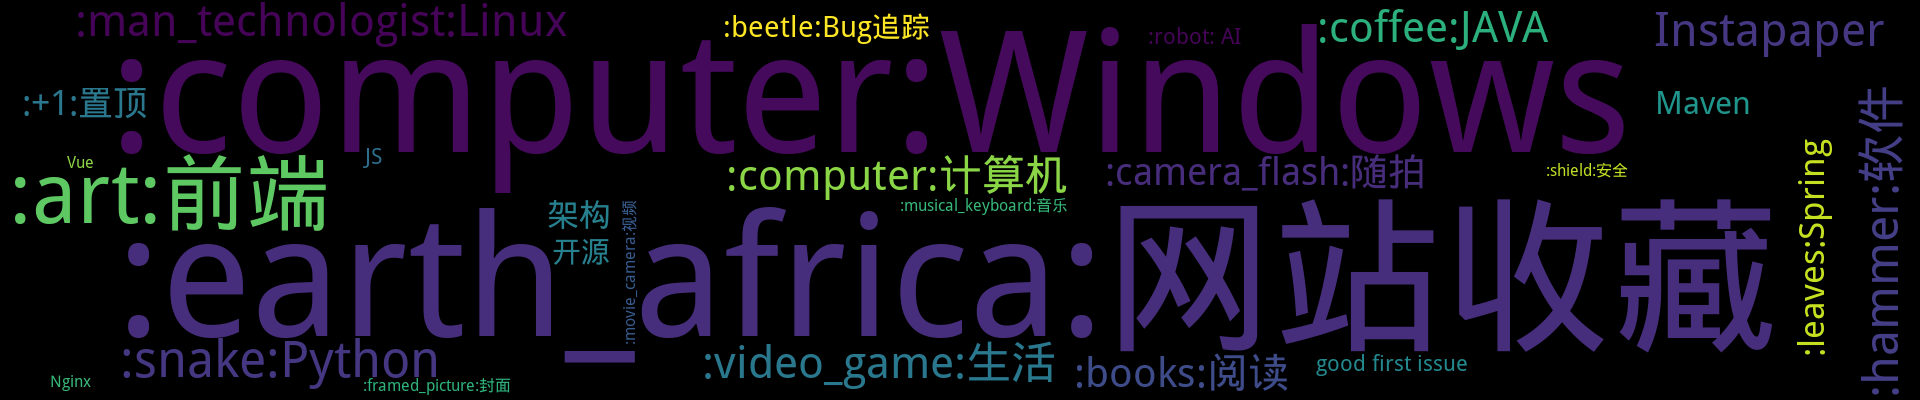 :man_technologist:Linux
:beetle:Bug追踪
:robot: AI
:coffee:JAVA
Instapaper
:computer:Windows
:+1:置顶
Maven
Vue
JS
:art:前端
:computer:计算机
:camera_flash:随拍
:shield:安全
:musical_keyboard:音乐
架构
开源
:movie_camera:视频
:earth_africa:网站收藏
:leaves:Spring
:hammer:软件
:snake:Python
:video_game:生活
:books:阅读
good first issue
Nginx
:framed_picture:封面